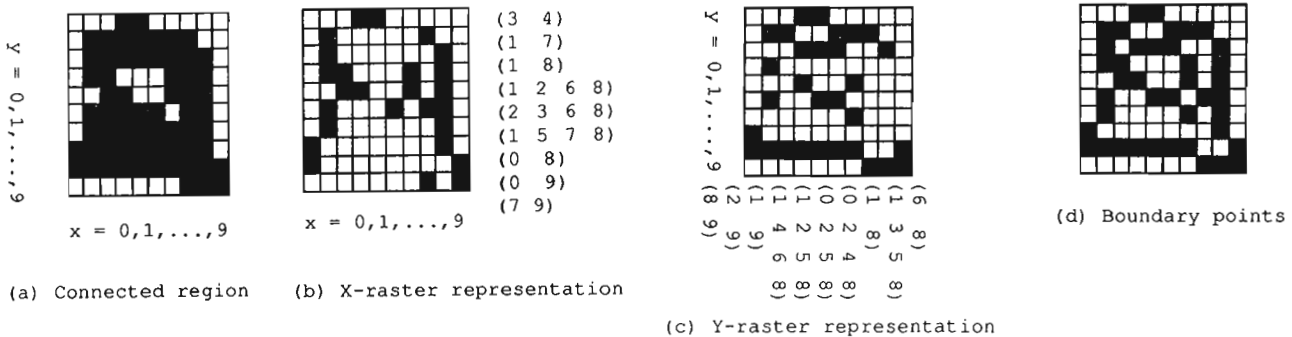 y = 0,1,...,9
x = 0,1,...,9
(a) Connected region
x = 0,1,...,9
(3 4)
(1 7)
(1 8)
(1 2 6 8)
(2 3 6 8)
(1 5 7 8)
(0 8)
(0 9)
(7 9)
(b) X-raster representation
y = 0,1,...,9
(6 8)
(1 3 5 8)
(1 8)
(0 2 4 8)
(0 2 5 8)
(1 2 5 8)
(1 4 6 8)
(1 9)
(2 9)
(8 9)
(c) Y-raster representation
(d) Boundary points